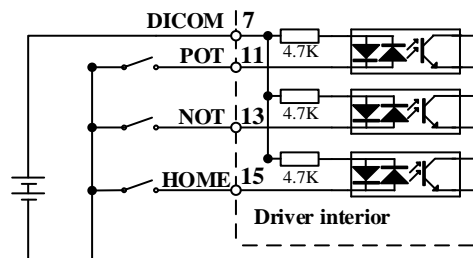 DICOM 7
4.7K
POT 11
NOT 13
4.7K
HOME 15
4.7K
Driver interior